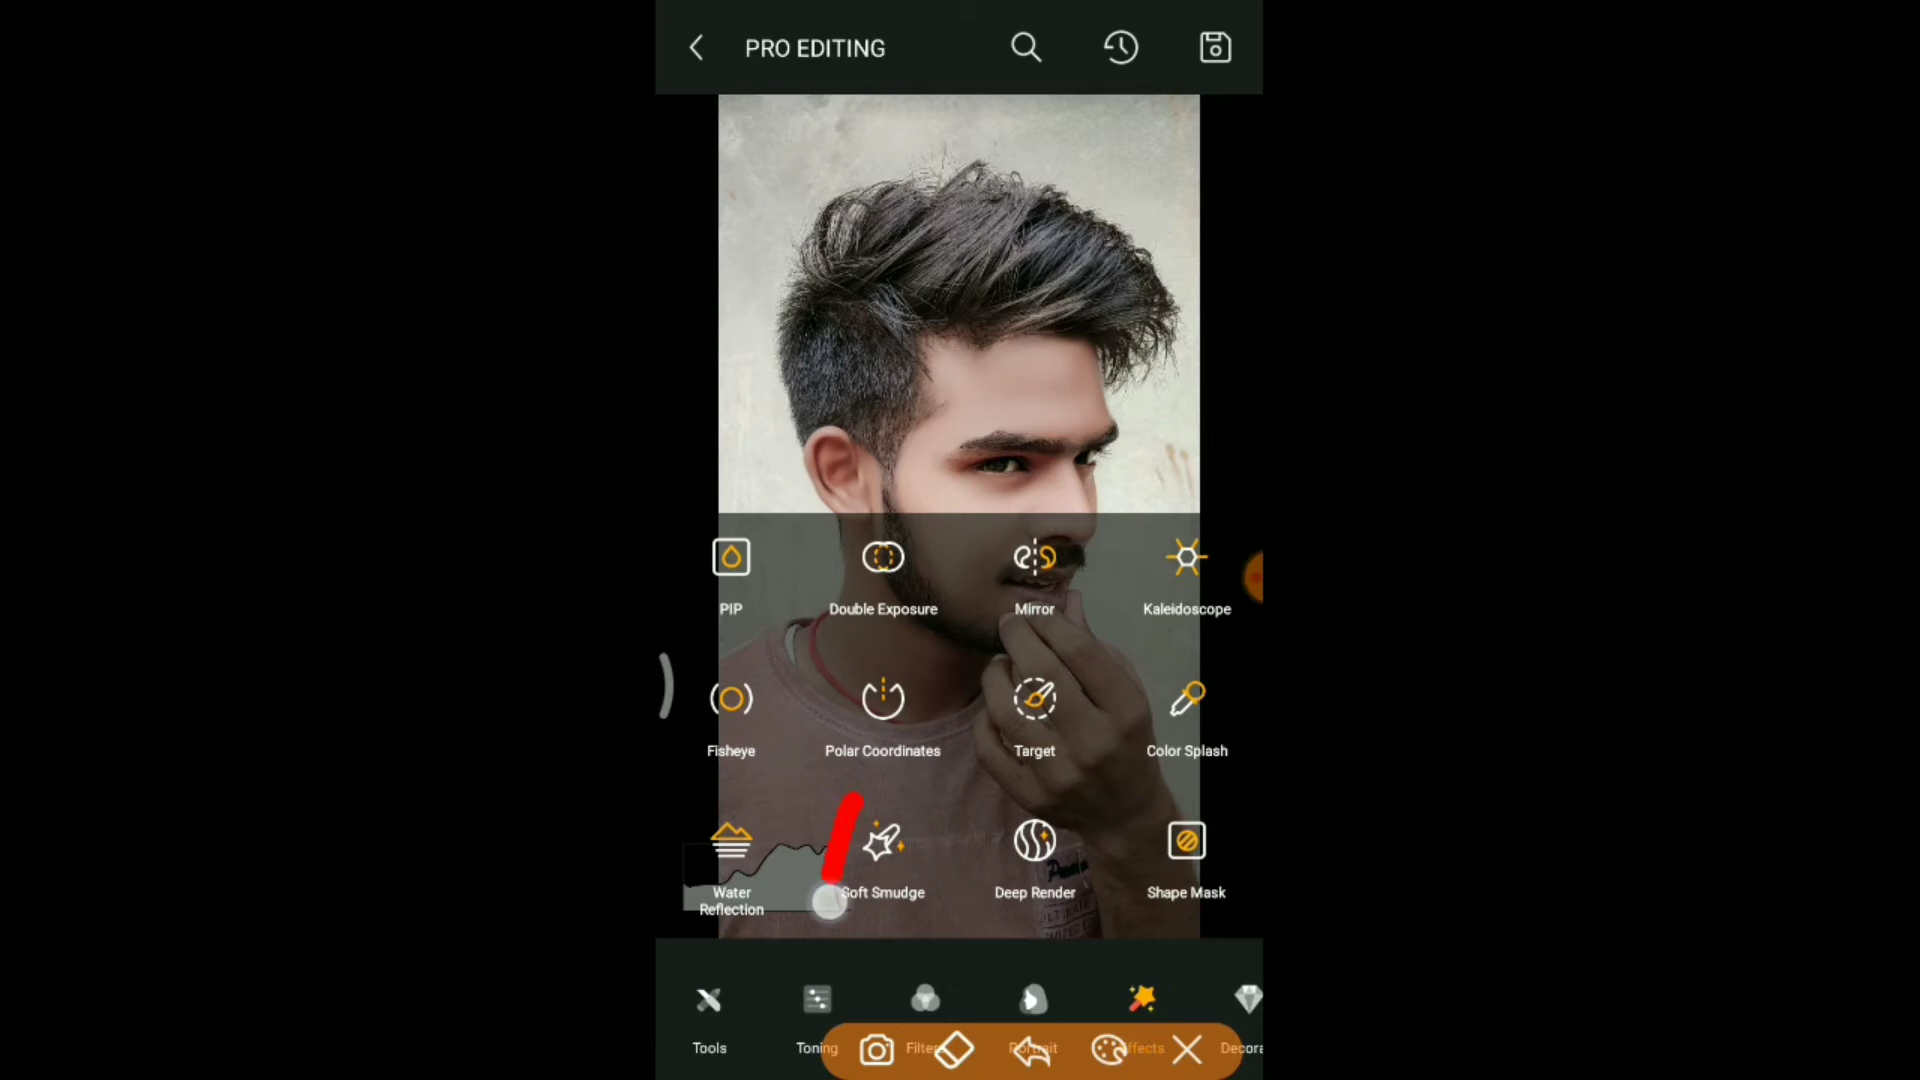 PRO EDITING
PIP
Double Exposure
Mirror
Kaleidoscope
Fisheye
Polar Coordinates
Target
Color Splash
Water
Reflection
Soft Smudge
Deep Render
Shape Mask
Tools
Toning